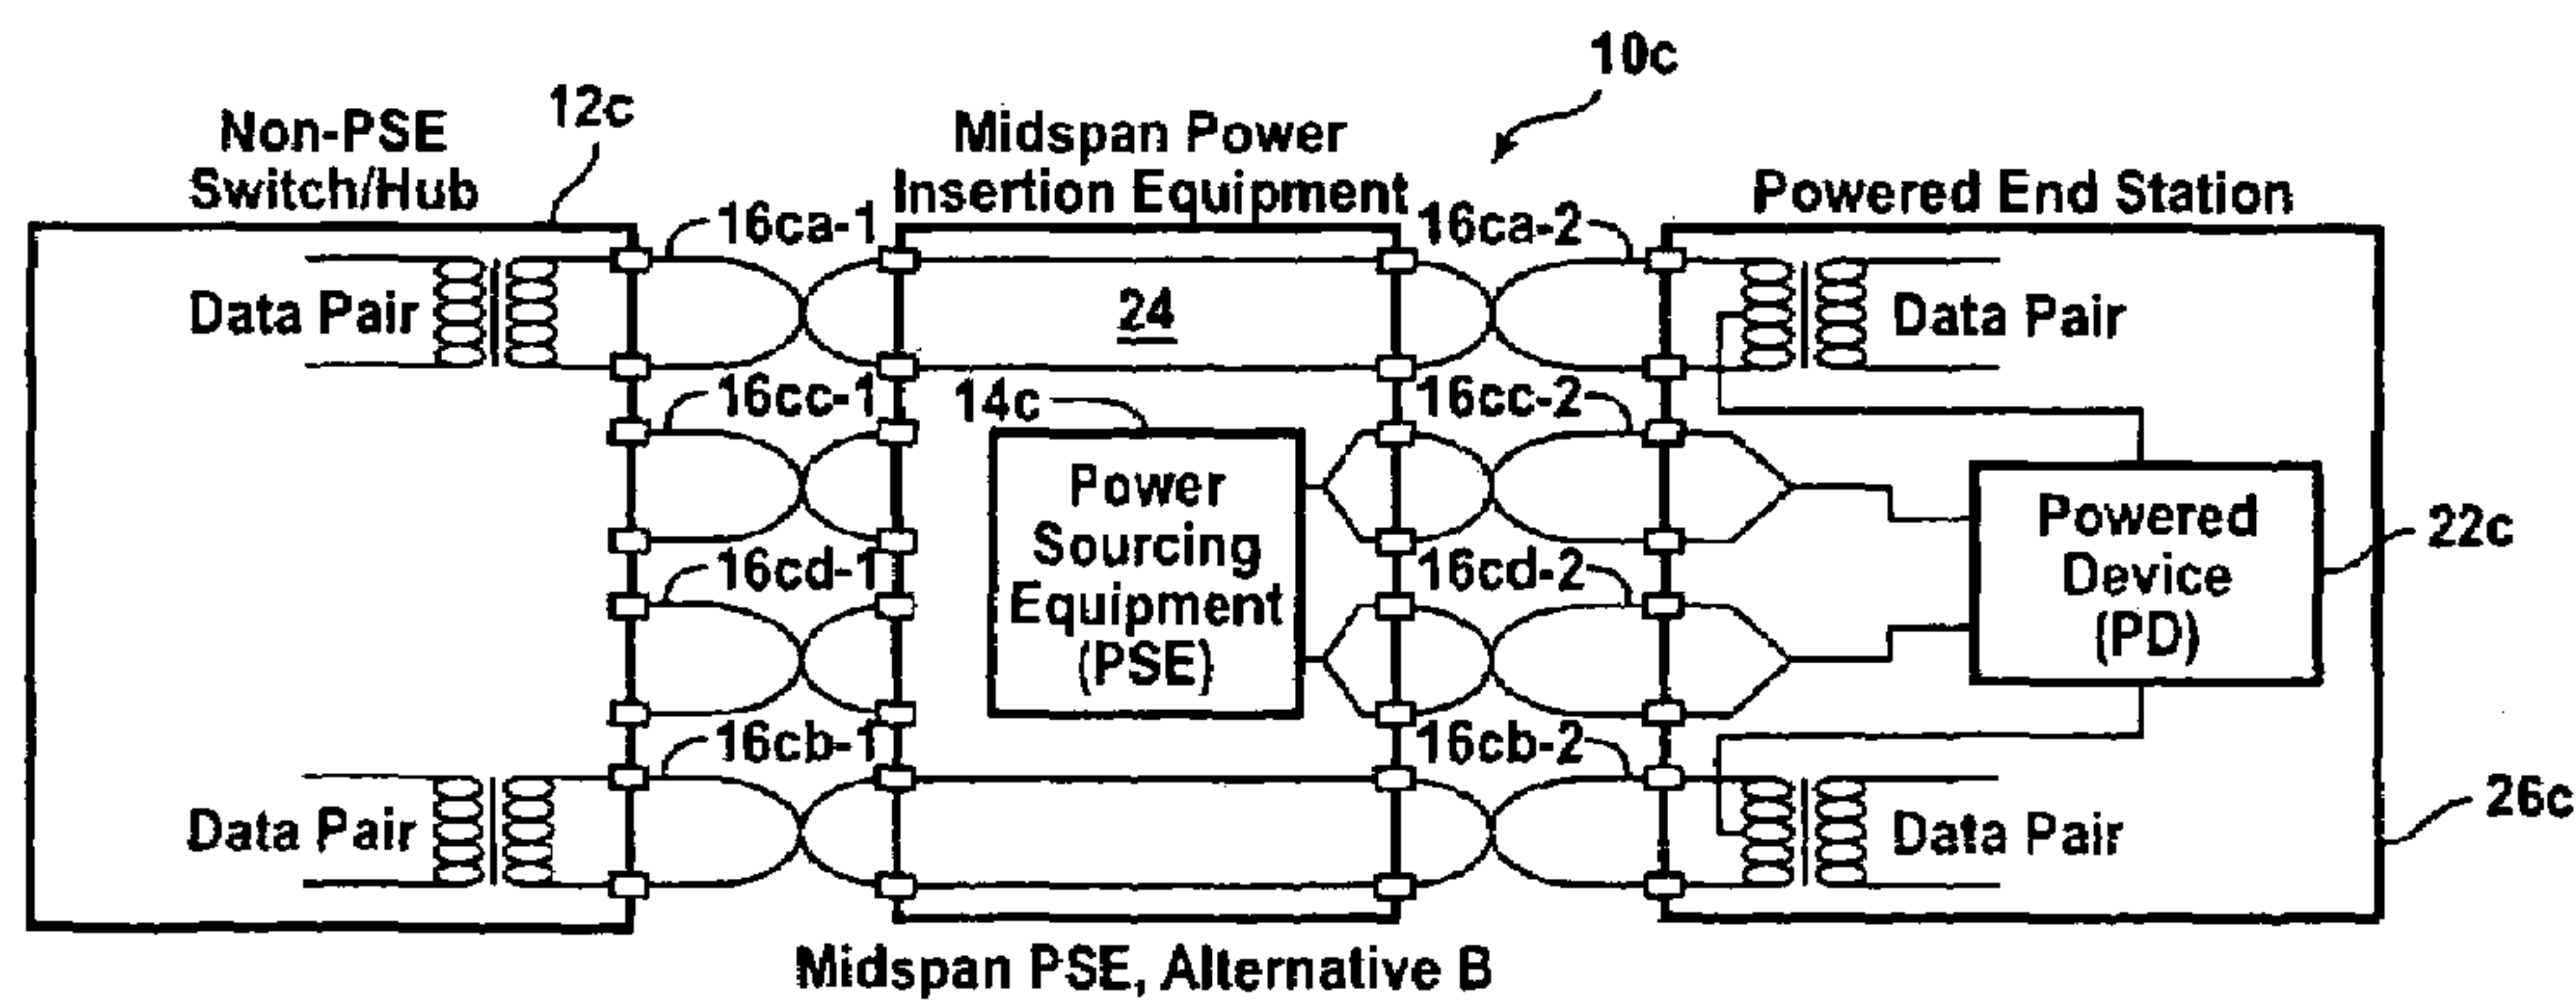 10c
Non-PSE
Switch/Hub
12c
Midspan Power
Insertion Equipment
Powered End Station
16ca-1
16ca-2
Data Pair
24
Data Pair
16cc-1
14c
16cc-2
Power
Sourcing
Equipment
(PSE)
Powered
Device
(PD)
22c
16cd-1
16cd-2
16cb-1
16cb-2
Data Pair
Data Pair
26c
Midspan PSE, Alternative B